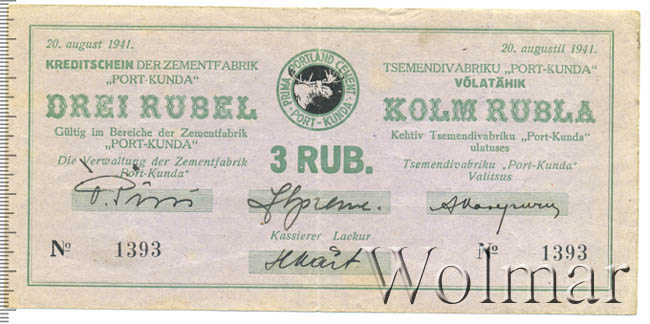 20. august 1941.
KREDITSCHEIN DER ZEMENTFABRIK
„PORT-KUNDA"
DREI RUBEL
Gültig im Bereiche der Zementfabrik
„PORT-KUNDA"
Die Verwaltung der Zementfabrik
„Port-Kunda"
PRIMA PORTLAND CEMENT
PORT-KUNDA
3 RUB.
20. augustil 1941.
TSEMENDIVABRIKU „PORT-KUNDA"
VÕLATÄHIK
KOLM RUBLA
Kehtiv Tsemendivabriku „Port-Kunda"
ulatuses
Tsemendivabriku „Port-Kunda"
Valitsus
Kassierer Laekur
№ 1393
№ 1393
Wolmar